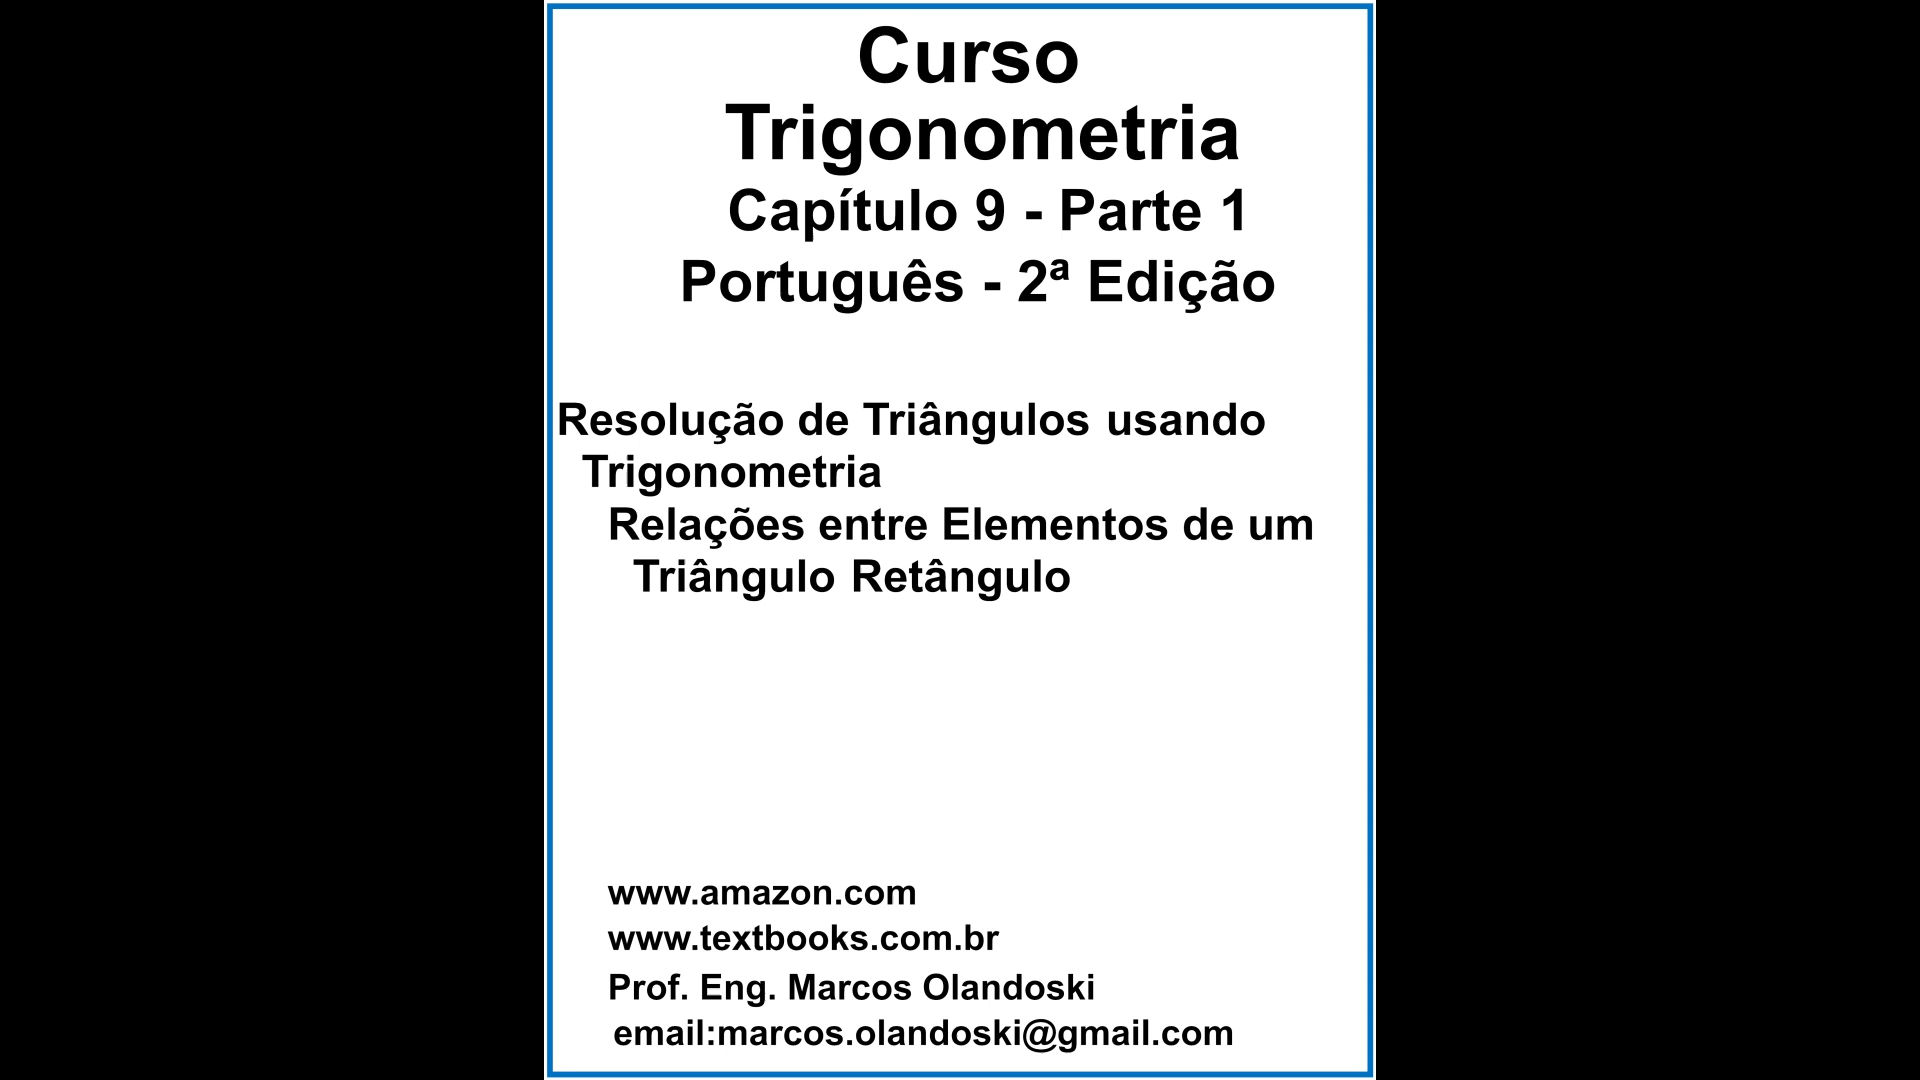 Curso
Trigonometria
Capítulo 9 - Parte 1
Português - 2ª Edição
Resolução de Triângulos usando
Trigonometria
Relações entre Elementos de um
Triângulo Retângulo
www.amazon.com
www.textbooks.com.br
Prof. Eng. Marcos Olandoski
email:marcos.olandoski@gmail.com